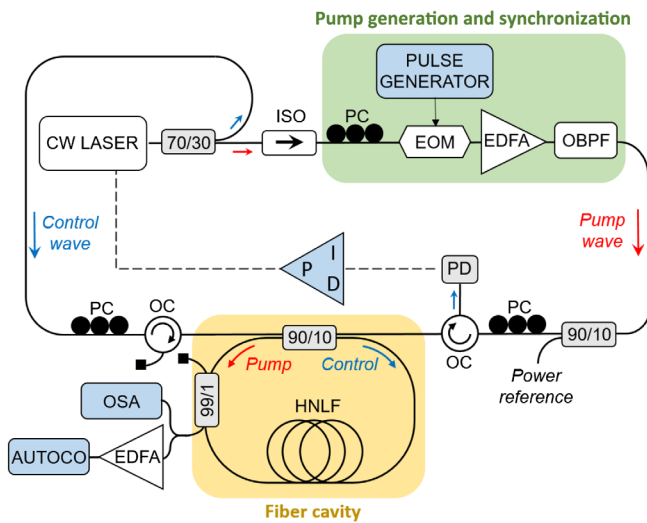 Pump generation and synchronization
PULSE
GENERATOR
ISO
PC
CW LASER
70/30
EOM
EDFA
OBPF
Control
wave
Pump
wave
P
I
D
PD
PC
OC
90/10
OC
PC
90/10
Pump
Control
Power
reference
99/1
OSA
HNLF
AUTOCO
EDFA
Fiber cavity